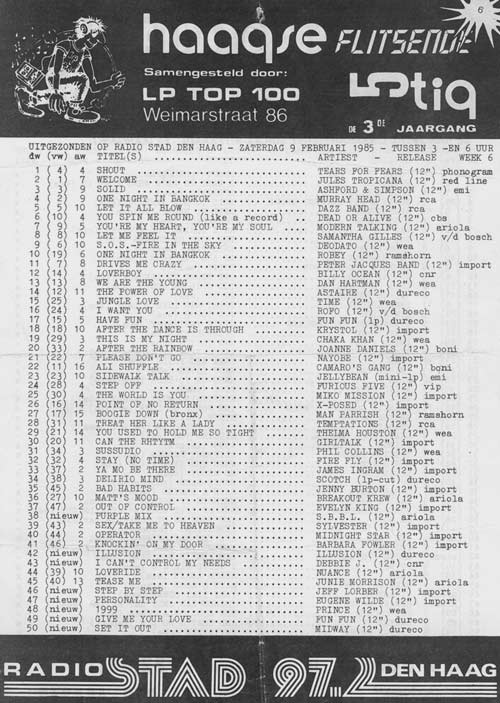 6
haagse FLITSENDE
Samengesteld door:
LP TOP 100
Weimarstraat 86
50tig
DE 3DE JAARGANG
UITGEZONDEN OP RADIO STAD DEN HAAG - ZATERDAG 9 FEBRUARI 1985 - TUSSEN 3 -EN 6 UUR
dw (vw) aw TITEL(S) ARTIEST - RELEASE WEEK 6
1 ( 4) 4 SHOUT TEARS FOR FEARS (12") phonogram
2 ( 1) 7 WELCOME JULES TROPICANA (12") red line
3 ( 3) 9 SOLID ASHFORD & SIMPSON (12") emi
4 ( 2) 9 ONE NIGHT IN BANGKOK MURRAY HEAD (12") rca
5 ( 5) 10 LET IT ALL BLOW DAZZ BAND (12") rca
6 (10) 4 YOU SPIN ME ROUND (like a record) DEAD OR ALIVE (12") cbs
7 ( 9) 5 YOU'RE MY HEART, YOU'RE MY SOUL MODERN TALKING (12") ariola
8 ( 8) 10 LET ME FEEL IT SAMANTHA GILLES (12") v/d bosch
9 ( 6) 10 S.O.S.-FIRE IN THE SKY DEODATO (12") wea
10 (19) 6 ONE NIGHT IN BANGKOK ROBEY (12") ramshorn
11 ( 7) 8 DRIVES ME CRAZY PETER JACQUES BAND (12") import
12 (14) 4 LOVERBOY BILLY OCEAN (12") cnr
13 (13) 8 WE ARE THE YOUNG DAN HARTMAN (12") wea
14 (12) 11 THE POWER OF LOVE ASTAIRE (12") dureco
15 (25) 3 JUNGLE LOVE TIME (12") wea
16 (24) 4 I WANT YOU ROFO (12") v/d bosch
17 (15) 5 HAVE FUN FUN FUN (lp) dureco
18 (18) 10 AFTER THE DANCE IS THROUGH KRYSTOL (12") import
19 (29) 3 THIS IS MY NIGHT CHAKA KHAN (12") wea
20 (33) 2 AFTER THE RAINBOW JOANNE DANIELS (12") boni
21 (22) 7 PLEASE DON'T GO NAYOBE (12") import
22 (11) 16 ALI SHUFFLE CAMARO'S GANG (12") boni
23 (23) 10 SIDEWALK TALK JELLYBEAN (mini-lp) emi
24 (28) 4 STEP OFF FURIOUS FIVE (12") vip
25 (30) 4 THE WORLD IS YOU MIKO MISSION (12") import
26 (16) 14 POINT OF NO RETURN X-POSED (12") import
27 (17) 15 BOOGIE DOWN (bronx) MAN PARRISH (12") ramshorn
28 (31) 11 TREAT HER LIKE A LADY TEMPTATIONS (12") rca
29 (21) 14 YOU USED TO HOLD ME SO TIGHT THELMA HOUSTON (12") wea
30 (20) 11 CAN THE RHTYTM GIRLTALK (12") import
31 (34) 3 SUSSUDIO PHIL COLLINS (12") wea
32 (32) 4 STAY (NO TIME) FIRE FLY (12") import
33 (37) 2 YA MO BE THERE JAMES INGRAM (12") import
34 (38) 3 DELIRIO MIND SCOTCH (lp-cut) dureco
35 (45) 2 BAD HABITS JENNY BURTON (12") import
36 (27) 10 MATT'S MOOD BREAKOUT KREW (12") ariola
37 (47) 2 OUT OF CONTROL EVELYN KING (12") import
38 (nieuw) PURPLE MIX S.B.B.L. (12") ariola
39 (43) 2 SEX/TAKE ME TO HEAVEN SYLVESTER (12") import
40 (44) 2 OPERATOR MIDNIGHT STAR (12") import
41 (46) 2 KNOCKIN' ON MY DOOR BARBARA FOWLER (12") import
42 (nieuw) ILLUSION ILLUSION (12") dureco
43 (nieuw) I CAN'T CONTROL MY NEEDS DEBBIE J. (12") cnr
44 (39) 10 LOVERIDE NUANCE (12") ariola
45 (40) 13 TEASE ME JUNIE MORRISON (12") ariola
46 (nieuw) STEP BY STEP JEFF LORBER (12") import
47 (nieuw) PERSONALITY EUGENE WILDE (12") import
48 (nieuw) 1999 PRINCE (12") wea
49 (nieuw) GIVE ME YOUR LOVE FUN FUN (12") dureco
50 (nieuw) SET IT OUT MIDWAY (12") dureco
RADIO STAD 97.2 DEN HAAG